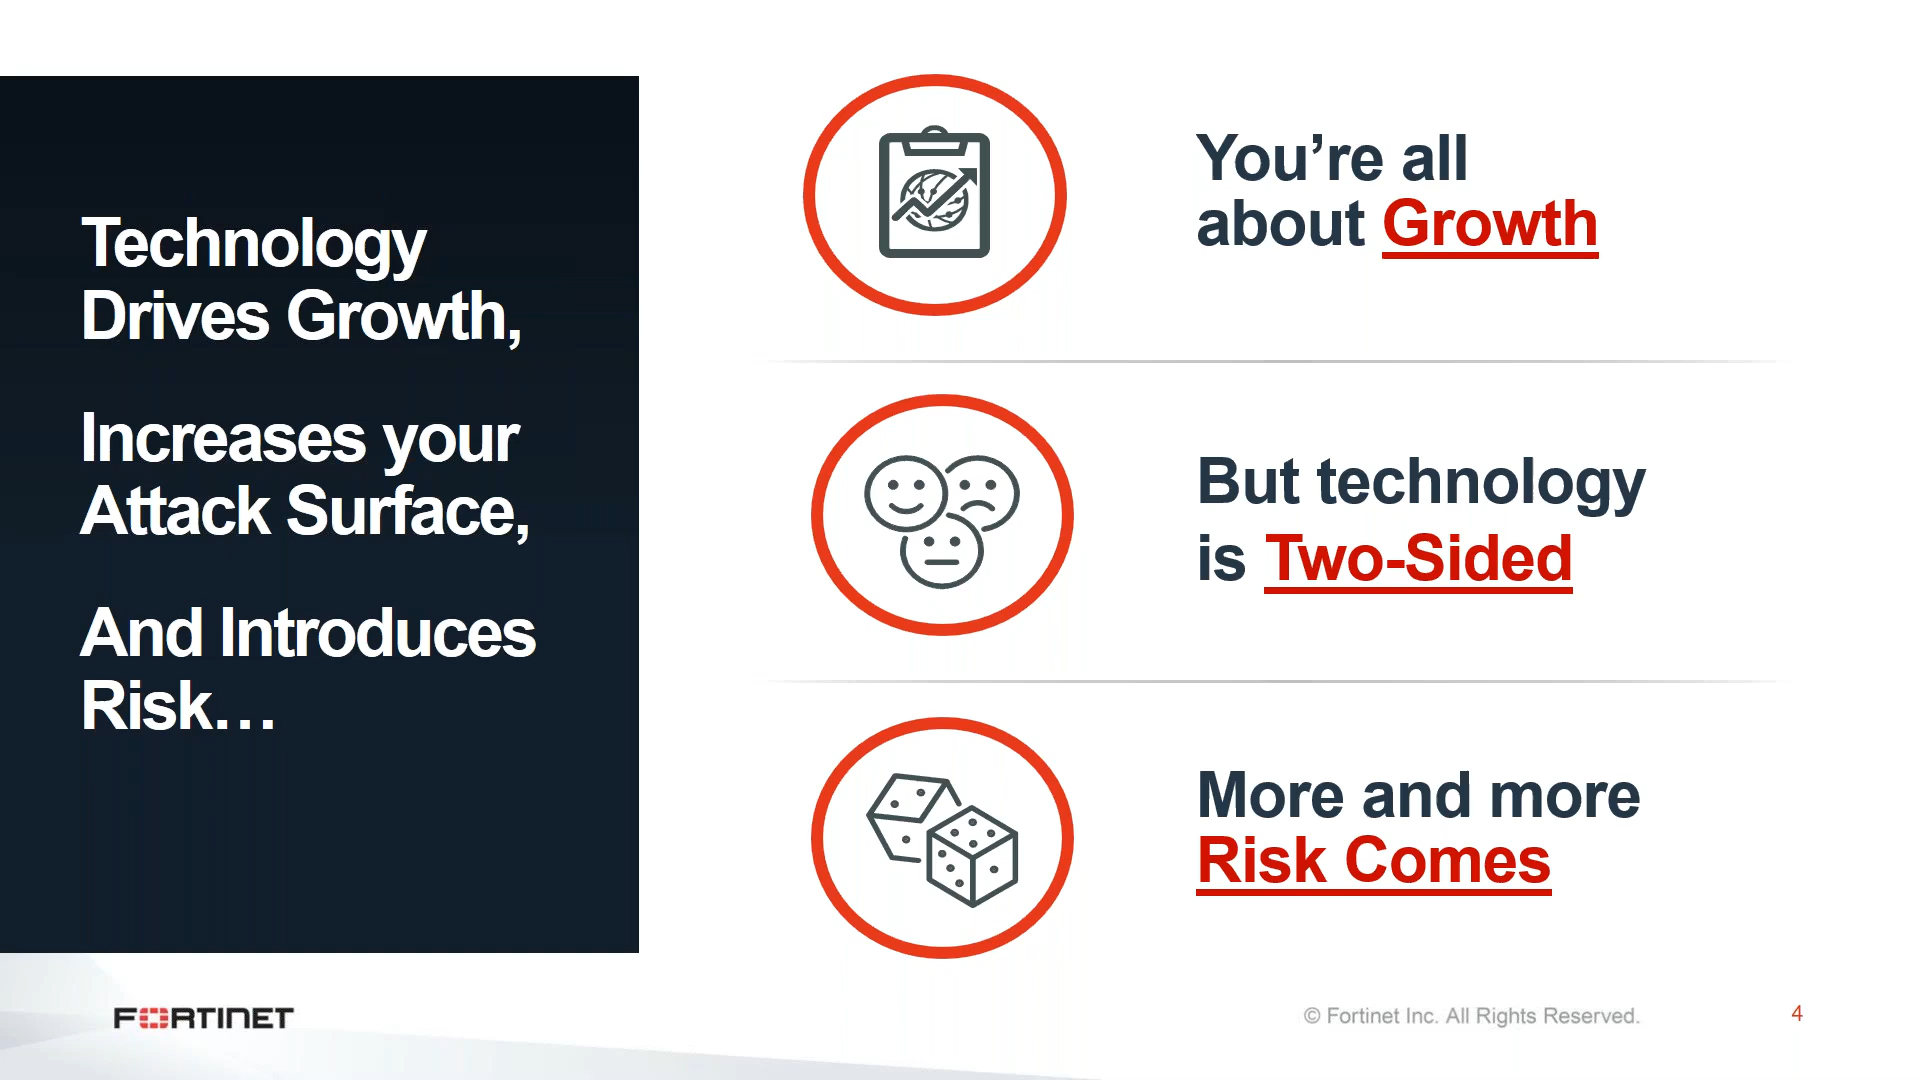 Technology
Drives Growth,
Increases your
Attack Surface,
And Introduces
Risk…
You’re all
about Growth
But technology
is Two-Sided
More and more
Risk Comes
FORTINET
© Fortinet Inc. All Rights Reserved.
4